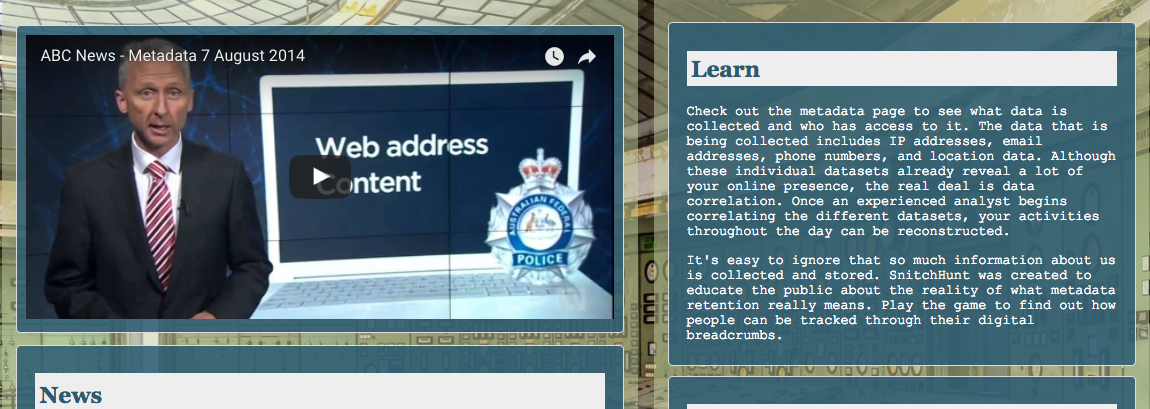 ABC News - Metadata 7 August 2014
Web address
Content
AUSTRALIAN FEDERAL
POLICE
News
Learn
Check out the metadata page to see what data is
collected and who has access to it. The data that is
being collected includes IP addresses, email
addresses, phone numbers, and location data. Although
these individual datasets already reveal a lot of
your online presence, the real deal is data
correlation. Once an experienced analyst begins
correlating the different datasets, your activities
throughout the day can be reconstructed.
It's easy to ignore that so much information about us
is collected and stored. SnitchHunt was created to
educate the public about the reality of what metadata
retention really means. Play the game to find out how
people can be tracked through their digital
breadcrumbs.